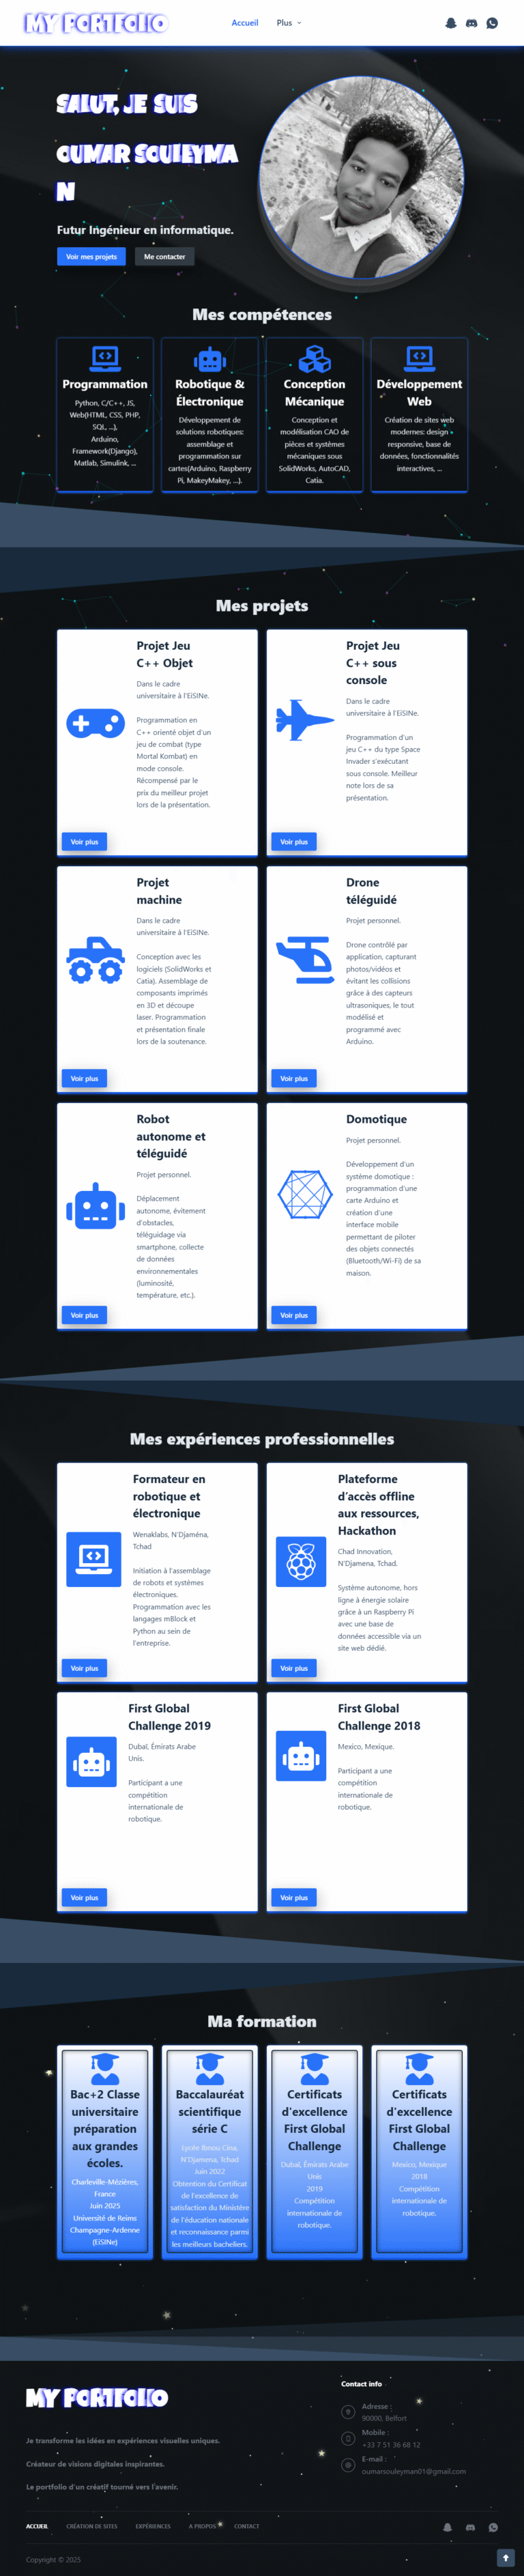 MY PORTFOLIO
Accueil
Plus
SALUT, JE SUIS
OUMAR SOULEYMA
N
Futur Ingénieur en informatique.
Voir mes projets
Me contacter
Mes compétences
Programmation
Python, C/C++, JS,
Web(HTML, CSS, PHP,
SQL, ...),
Arduino,
Framework(Django),
Matlab, Simulink, ...
Robotique &
Électronique
Développement de
solutions robotiques:
assemblage et
programmation sur
cartes(Arduino, Raspberry
Pi, MakeyMakey, ...).
Conception
Mécanique
Conception et
modélisation CAO de
pièces et systèmes
mécaniques sous
SolidWorks, AutoCAD,
Catia.
Développement
Web
Création de sites web
modernes: design
responsive, base de
données, fonctionnalités
interactives, ...
Mes projets
Projet Jeu
C++ Objet
Dans le cadre
universitaire à l'EiSINe.
Programmation en
C++ orienté objet d'un
jeu de combat (type
Mortal Kombat) en
mode console.
Récompensé par le
prix du meilleur projet
lors de la présentation.
Voir plus
Projet Jeu
C++ sous
console
Dans le cadre
universitaire à l'EiSINe.
Programmation d'un
jeu C++ du type Space
Invader s'exécutant
sous console. Meilleur
note lors de sa
présentation.
Voir plus
Projet
machine
Dans le cadre
universitaire à l'EiSINe.
Conception avec les
logiciels (SolidWorks et
Catia). Assemblage de
composants imprimés
en 3D et découpe
laser. Programmation
et présentation finale
lors de la soutenance.
Voir plus
Drone
téléguidé
Projet personnel.
Drone contrôlé par
application, capturant
photos/vidéos et
évitant les collisions
grâce à des capteurs
ultrasoniques, le tout
modélisé et
programmé avec
Arduino.
Voir plus
Robot
autonome et
téléguidé
Projet personnel.
Déplacement
autonome, évitement
d'obstacles,
téléguidage via
smartphone, collecte
de données
environnementales
(luminosité,
température, etc.).
Voir plus
Domotique
Projet personnel.
Développement d'un
système domotique :
programmation d'une
carte Arduino et
création d'une
interface mobile
permettant de piloter
des objets connectés
(Bluetooth/Wi-Fi) de sa
maison.
Voir plus
Mes expériences professionnelles
Formateur en
robotique et
électronique
Wenaklabs, N'Djaména,
Tchad
Initiation à l'assemblage
de robots et systèmes
électroniques.
Programmation avec les
langages mBlock et
Python au sein de
l'entreprise.
Voir plus
Plateforme
d'accès offline
aux ressources,
Hackathon
Chad Innovation,
N'Djamena, Tchad.
Système autonome, hors
ligne à énergie solaire
grâce à un Raspberry Pi
avec une base de
données accessible via un
site web dédié.
Voir plus
First Global
Challenge 2019
Dubaï, Émirats Arabe
Unis.
Participant a une
compétition
internationale de
robotique.
Voir plus
First Global
Challenge 2018
Mexico, Mexique.
Participant a une
compétition
internationale de
robotique.
Voir plus
Ma formation
Bac+2 Classe
universitaire
préparation
aux grandes
écoles.
Charleville-Mézières,
France
Juin 2025
Université de Reims
Champagne-Ardenne
(EiSINe)
Baccalauréat
scientifique
série C
Lycée Ibnou Cina,
N'Djamena, Tchad
Juin 2022
Obtention du Certificat
de l'excellence de
satisfaction du Ministère
de l'éducation nationale
et reconnaissance parmi
les meilleurs bacheliers.
Certificats
d'excellence
First Global
Challenge
Dubaï, Émirats Arabe
Unis
2019
Compétition
internationale de
robotique.
Certificats
d'excellence
First Global
Challenge
Mexico, Mexique
2018
Compétition
internationale de
robotique.
MY PORTFOLIO
Je transforme les idées en expériences visuelles uniques.
Créateur de visions digitales inspirantes.
Le portfolio d'un créatif tourné vers l'avenir.
Contact info
Adresse :
90000, Belfort
Mobile :
+33 7 51 36 68 12
E-mail :
oumarsouleyman01@gmail.com
ACCUEIL
CRÉATION DE SITES
EXPÉRIENCES
A PROPOS
CONTACT
Copyright © 2025